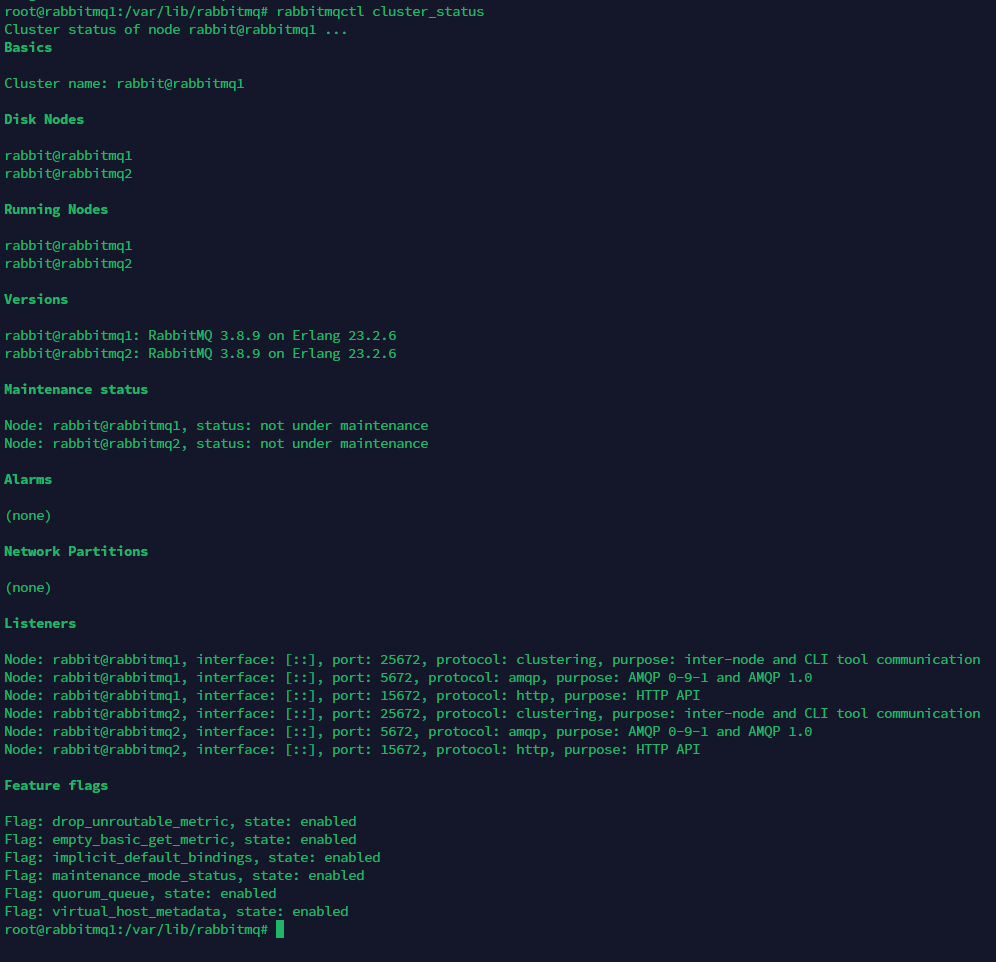 root@rabbitmq1:/var/lib/rabbitmq# rabbitmqctl cluster_status
Cluster status of node rabbit@rabbitmq1 ...
Basics
Cluster name: rabbit@rabbitmq1
Disk Nodes
rabbit@rabbitmq1
rabbit@rabbitmq2
Running Nodes
rabbit@rabbitmq1
rabbit@rabbitmq2
Versions
rabbit@rabbitmq1: RabbitMQ 3.8.9 on Erlang 23.2.6
rabbit@rabbitmq2: RabbitMQ 3.8.9 on Erlang 23.2.6
Maintenance status
Node: rabbit@rabbitmq1, status: not under maintenance
Node: rabbit@rabbitmq2, status: not under maintenance
Alarms
(none)
Network Partitions
(none)
Listeners
Node: rabbit@rabbitmq1, interface: [::], port: 25672, protocol: clustering, purpose: inter-node and CLI tool communication
Node: rabbit@rabbitmq1, interface: [::], port: 5672, protocol: amqp, purpose: AMQP 0-9-1 and AMQP 1.0
Node: rabbit@rabbitmq1, interface: [::], port: 15672, protocol: http, purpose: HTTP API
Node: rabbit@rabbitmq2, interface: [::], port: 25672, protocol: clustering, purpose: inter-node and CLI tool communication
Node: rabbit@rabbitmq2, interface: [::], port: 5672, protocol: amqp, purpose: AMQP 0-9-1 and AMQP 1.0
Node: rabbit@rabbitmq2, interface: [::], port: 15672, protocol: http, purpose: HTTP API
Feature flags
Flag: drop_unroutable_metric, state: enabled
Flag: empty_basic_get_metric, state: enabled
Flag: implicit_default_bindings, state: enabled
Flag: maintenance_mode_status, state: enabled
Flag: quorum_queue, state: enabled
Flag: virtual_host_metadata, state: enabled
root@rabbitmq1:/var/lib/rabbitmq#